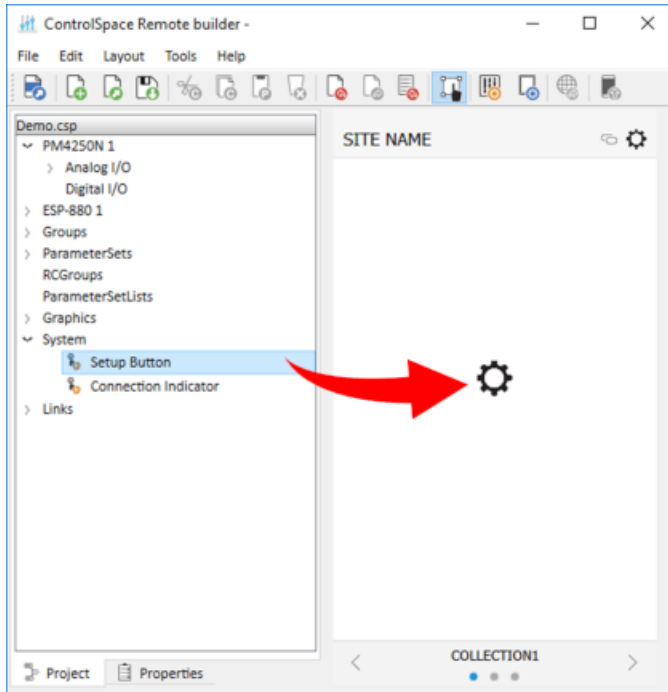 ControlSpace Remote builder -
File Edit Layout Tools Help
Demo.csp
PM4250N 1
Analog I/O
Digital I/O
ESP-880 1
Groups
ParameterSets
RCGroups
ParameterSetLists
Graphics
System
Setup Button
Connection Indicator
Links
SITE NAME
COLLECTION1
Project Properties